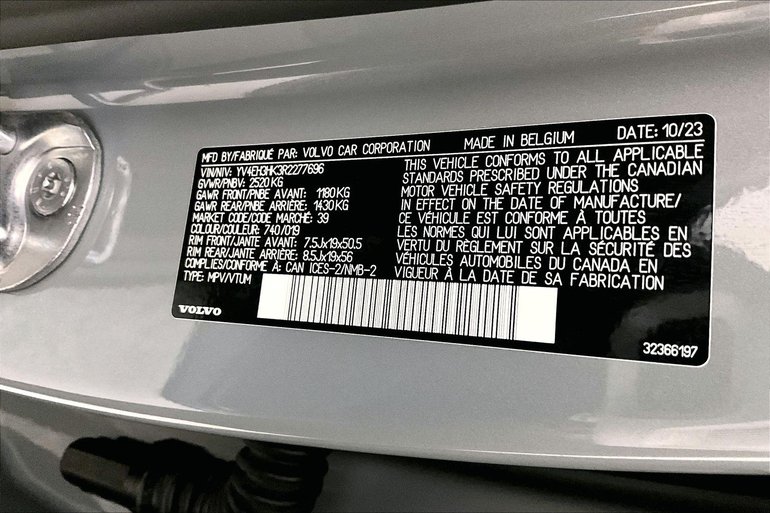 MFD BY/FABRIQUÉ PAR: VOLVO CAR CORPORATION MADE IN BELGIUM DATE: 10/23
VIN/NIV: YV4EH3HK3R2277696
GVWR/PNBV: 2520 KG
GAWR FRONT/PNBE AVANT: 1180 KG
GAWR REAR/PNBE ARRIÈRE: 1430 KG
MARKET CODE/CODE MARCHÉ: 39
COLOUR/COULEUR: 740/019
RIM FRONT/JANTE AVANT: 7.5Jx19x50.5
RIM REAR/JANTE ARRIÈRE: 8.5Jx19x56
COMPLIES/CONFORME À: CAN ICES-2/NMB-2
TYPE: MPV/VTUM
THIS VEHICLE CONFORMS TO ALL APPLICABLE
STANDARDS PRESCRIBED UNDER THE CANADIAN
MOTOR VEHICLE SAFETY REGULATIONS
IN EFFECT ON THE DATE OF MANUFACTURE/
CE VÉHICULE EST CONFORME À TOUTES
LES NORMES QUI LUI SONT APPLICABLES EN
VERTU DU RÈGLEMENT SUR LA SÉCURITÉ DES
VÉHICULES AUTOMOBILES DU CANADA EN
VIGUEUR À LA DATE DE SA FABRICATION
VOLVO
32366197